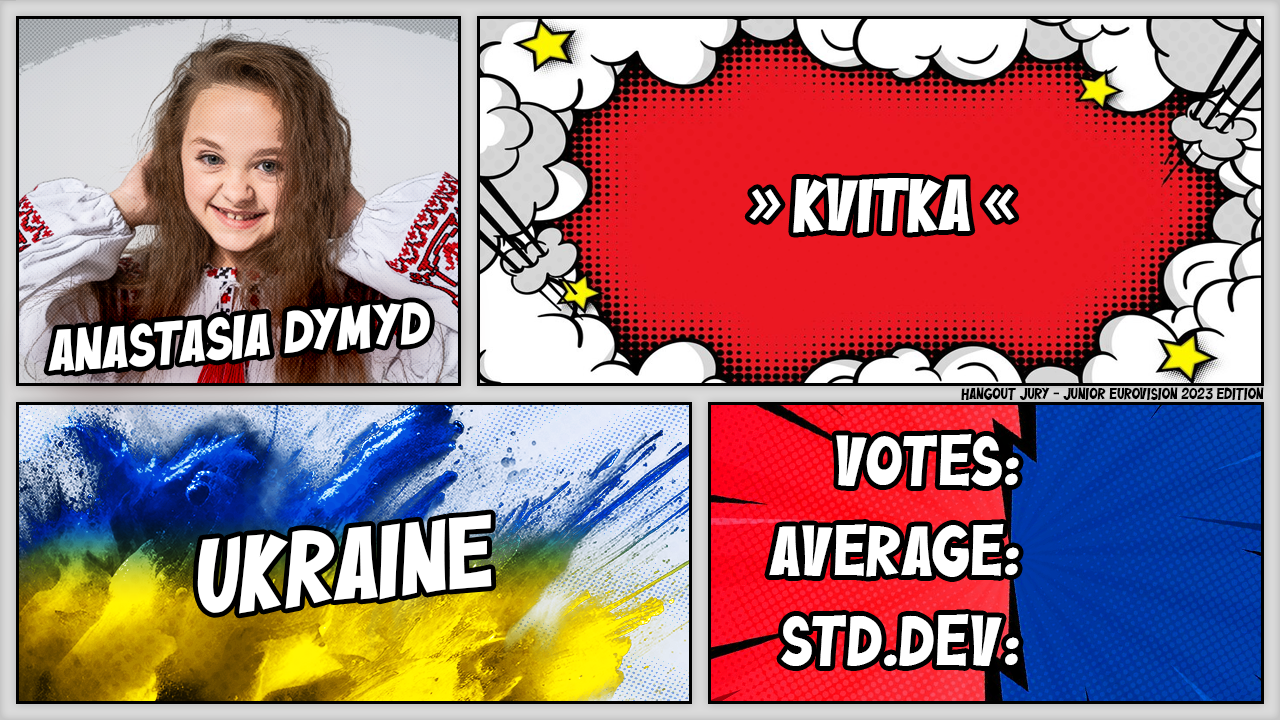 ANASTASIA DYMYD
» KVITKA «
HANGOUT JURY - JUNIOR EUROVISION 2023 EDITION
UKRAINE
VOTES:
AVERAGE:
STD.DEV: